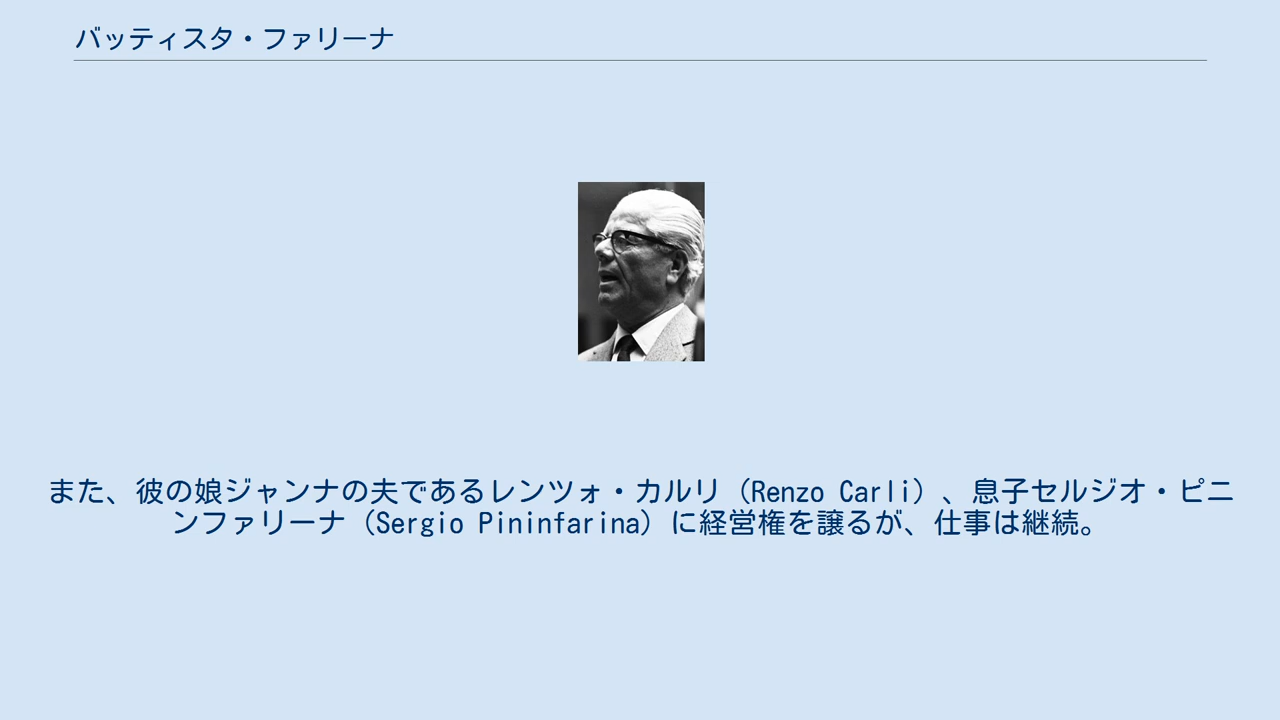 バッティスタ・ファリーナ
また、彼の娘ジャンナの夫であるレンツォ・カルリ（Renzo Carli）、息子セルジオ・ピニ
ンファリーナ（Sergio Pininfarina）に経営権を譲るが、仕事は継続。